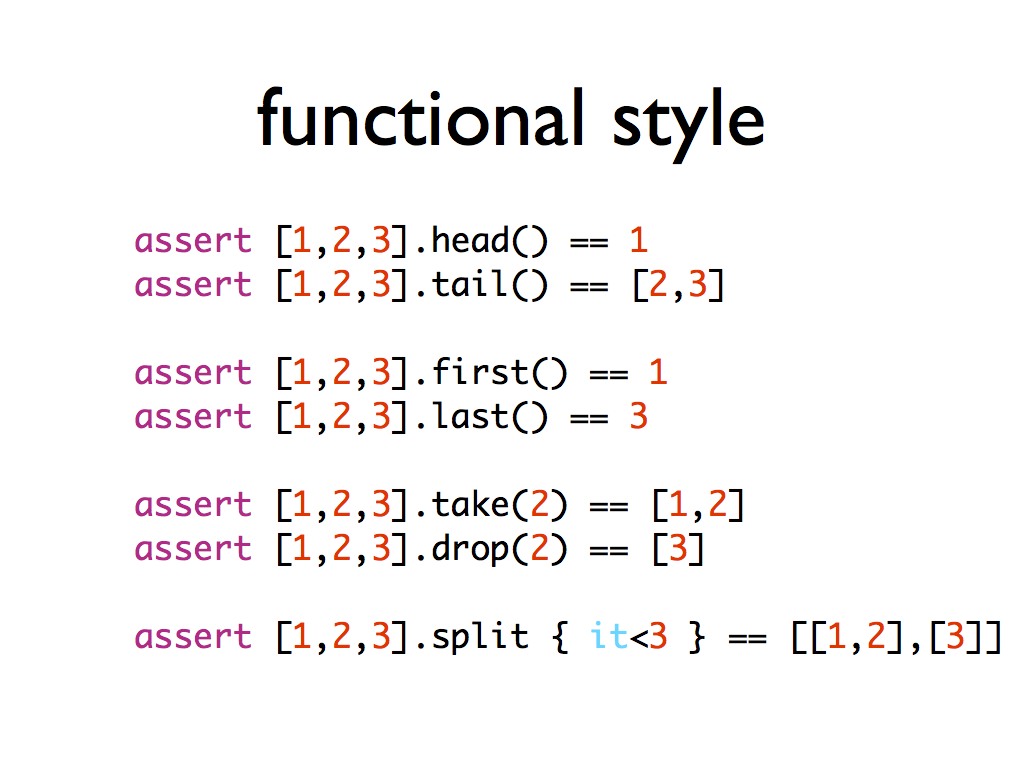 functional style
assert [1,2,3].head() == 1
assert [1,2,3].tail() == [2,3]
assert [1,2,3].first() == 1
assert [1,2,3].last() == 3
assert [1,2,3].take(2) == [1,2]
assert [1,2,3].drop(2) == [3]
assert [1,2,3].split { it<3 } == [[1,2],[3]]